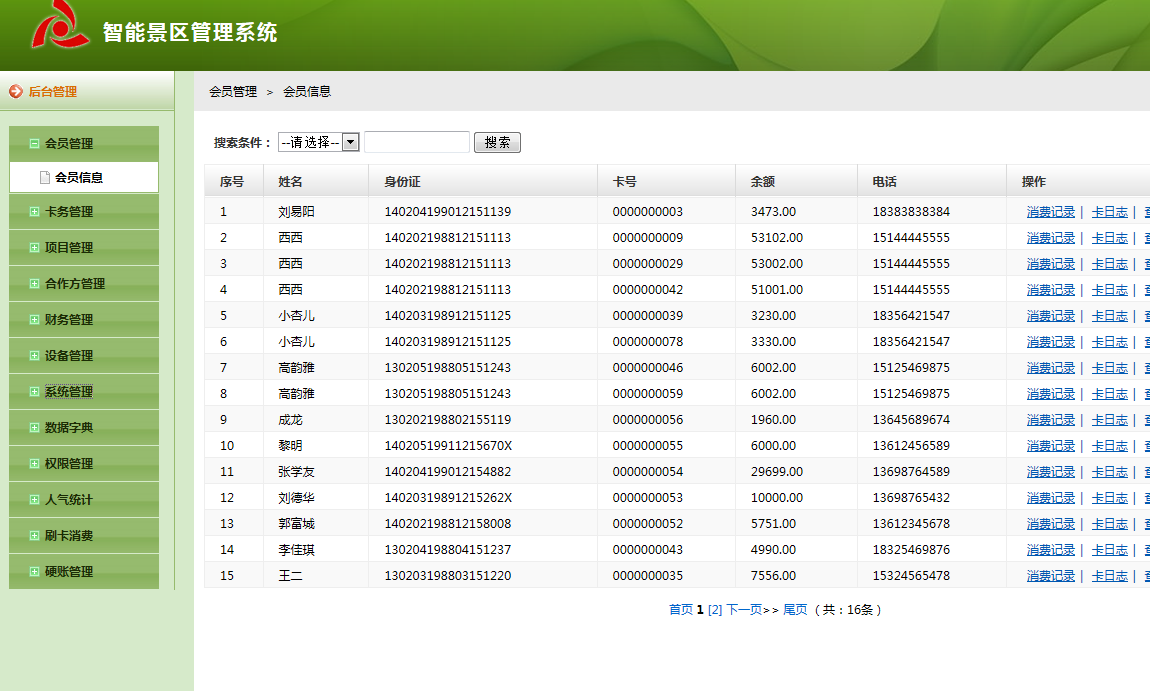 智能景区管理系统
后台管理
会员管理 > 会员信息
会员管理
会员信息
卡务管理
项目管理
合作方管理
财务管理
设备管理
系统管理
数据字典
权限管理
人气统计
刷卡消费
硬账管理
搜索条件： --请选择-- 搜索
序号 姓名 身份证 卡号 余额 电话 操作
1 刘易阳 140204199012151139 0000000003 3473.00 18383838384 消费记录 | 卡日志 |
2 西西 140202198812151113 0000000009 53102.00 15144445555 消费记录 | 卡日志 |
3 西西 140202198812151113 0000000029 53002.00 15144445555 消费记录 | 卡日志 |
4 西西 140202198812151113 0000000042 51001.00 15144445555 消费记录 | 卡日志 |
5 小杏儿 140203198912151125 0000000039 3230.00 18356421547 消费记录 | 卡日志 |
6 小杏儿 140203198912151125 0000000078 3330.00 18356421547 消费记录 | 卡日志 |
7 高韵雅 130205198805151243 0000000046 6002.00 15125469875 消费记录 | 卡日志 |
8 高韵雅 130205198805151243 0000000059 6002.00 15125469875 消费记录 | 卡日志 |
9 成龙 130202198802155119 0000000056 1960.00 13645689674 消费记录 | 卡日志 |
10 黎明 14020519911215670X 0000000055 6000.00 13612456589 消费记录 | 卡日志 |
11 张学友 140204199012154882 0000000054 29699.00 13698764589 消费记录 | 卡日志 |
12 刘德华 14020319891215262X 0000000053 10000.00 13698765432 消费记录 | 卡日志 |
13 郭富城 140202198812158008 0000000052 5751.00 13612345678 消费记录 | 卡日志 |
14 李佳琪 130204198804151237 0000000043 4990.00 18325469876 消费记录 | 卡日志 |
15 王二 130203198803151220 0000000035 7556.00 15324565478 消费记录 | 卡日志 |
首页 1 [2] 下一页>> 尾页 （共：16条）